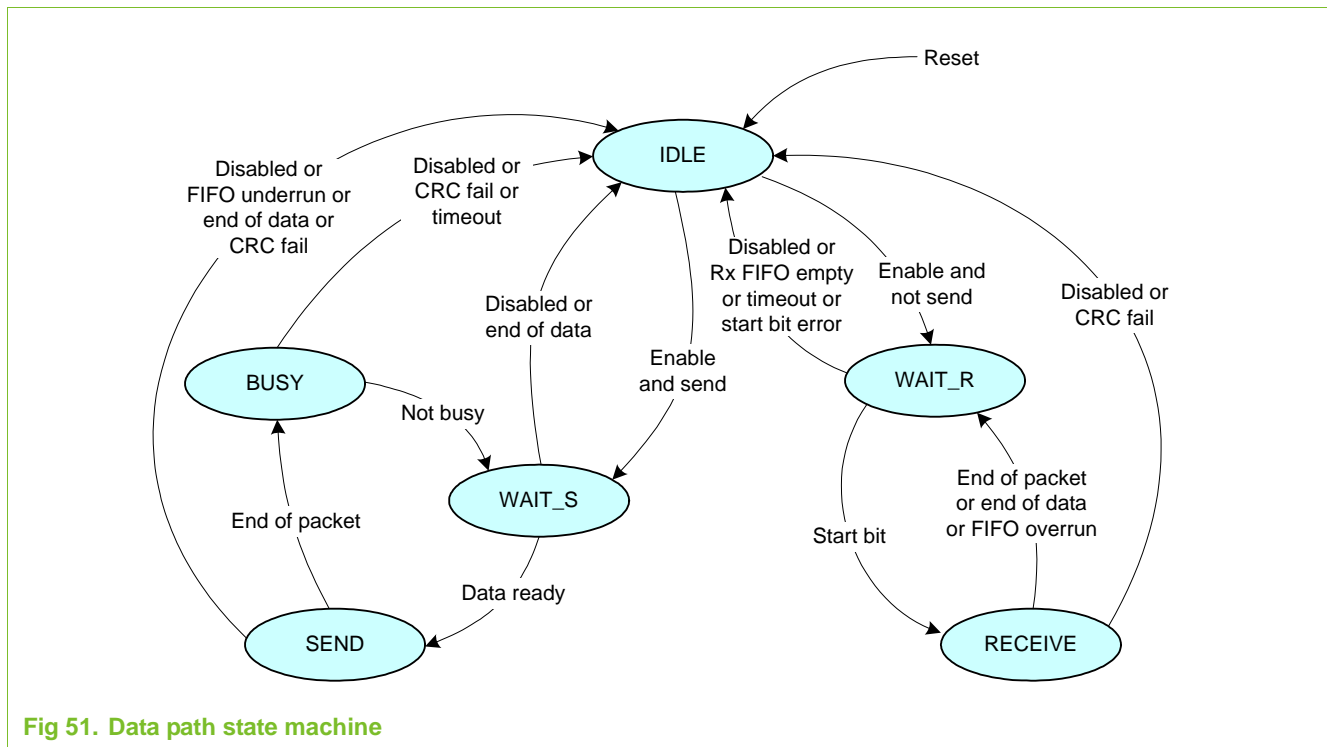 Reset
IDLE
Disabled or
FIFO underrun or
end of data or
CRC fail
Disabled or
CRC fail or
timeout
Disabled or
end of data
Enable
and send
Disabled or
Rx FIFO empty
or timeout or
start bit error
Enable and
not send
Disabled or
CRC fail
BUSY
Not busy
WAIT_R
WAIT_S
End of packet
Data ready
Start bit
End of packet
or end of data
or FIFO overrun
SEND
RECEIVE
Fig 51. Data path state machine